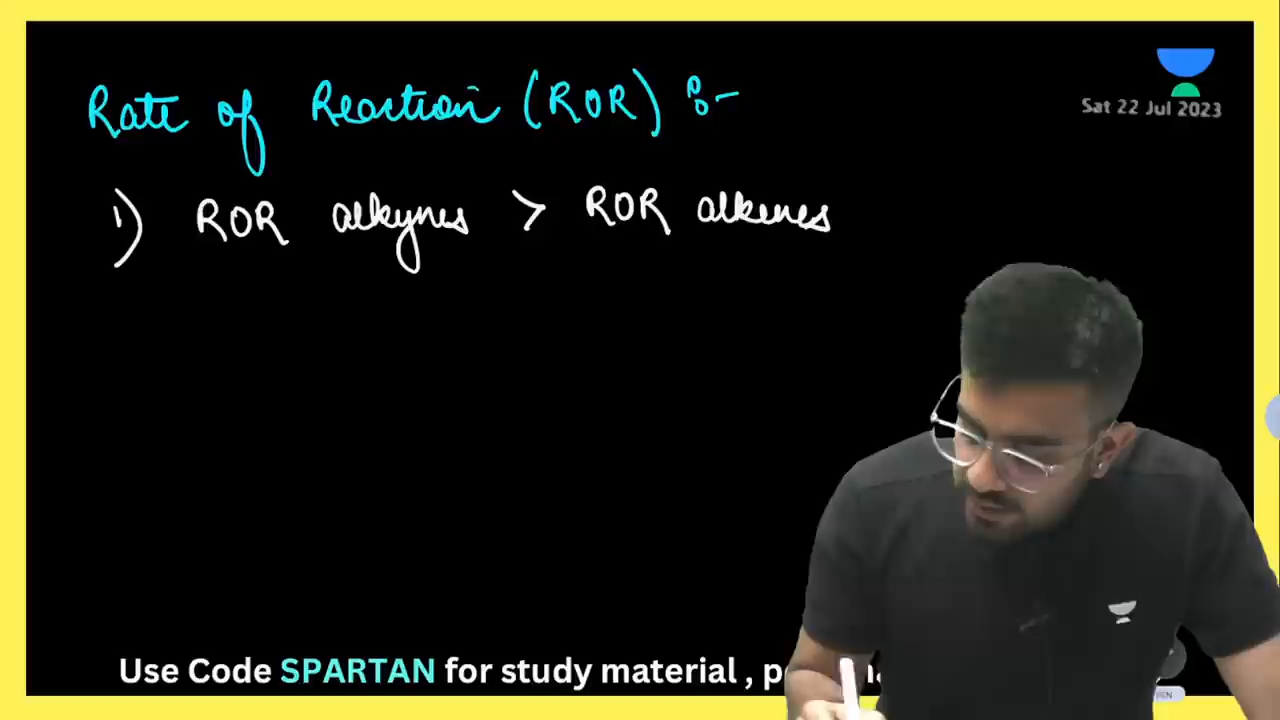 Rate of Reaction (ROR) :-
Sat 22 Jul 2023
1) ROR alkynes > ROR alkenes
Use Code SPARTAN for study material ,